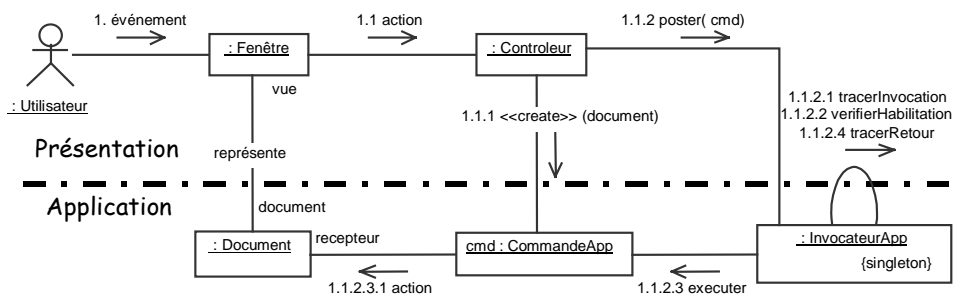 1. événement
1.1 action
1.1.2 poster( cmd)
: Fenêtre
: Controleur
vue
: Utilisateur
1.1.1 <<create>> (document)
1.1.2.1 tracerInvocation
1.1.2.2 verifierHabilitation
1.1.2.4 tracerRetour
Présentation
représente
Application
document
: Document
recepteur
cmd : CommandeApp
: InvocateurApp
{singleton}
1.1.2.3.1 action
1.1.2.3 executer